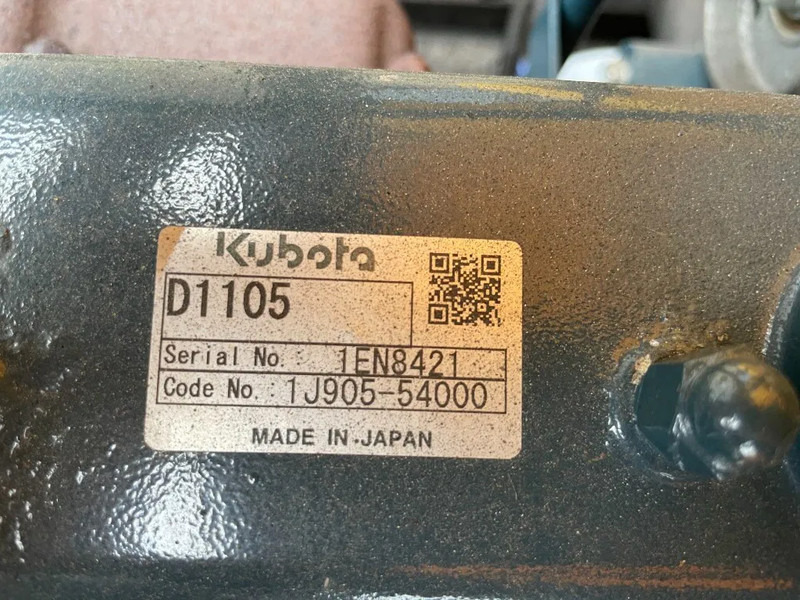 Kubota
D1105
Serial No. : 1EN8421
Code No. : 1J905-54000
MADE IN JAPAN